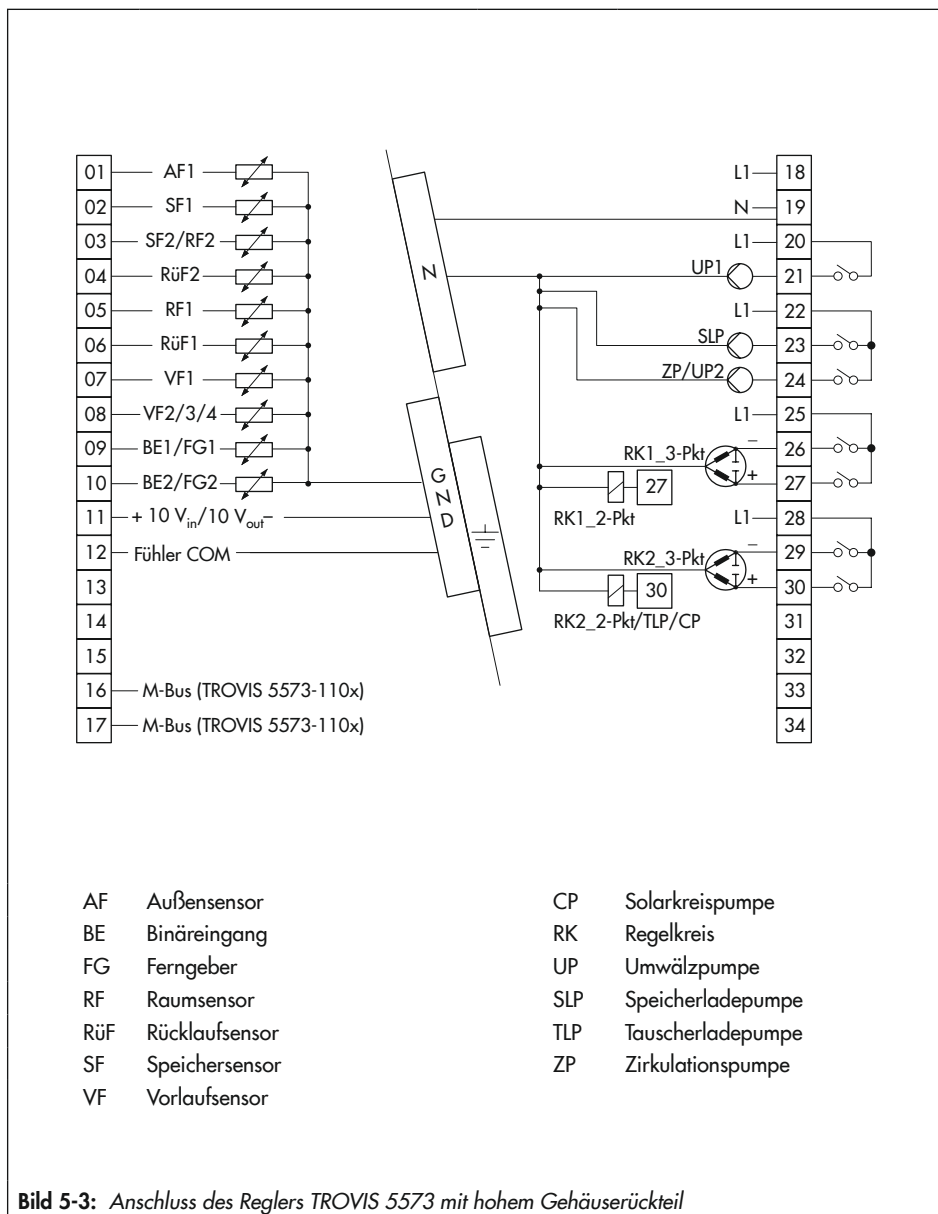 01 AF1
02 SF1
03 SF2/RF2
04 RüF2
05 RF1
06 RüF1
07 VF1
08 VF2/3/4
09 BE1/FG1
10 BE2/FG2
11 + 10 Vin/10 Vout–
12 Fühler COM
13
14
15
16 M-Bus (TROVIS 5573-110x)
17 M-Bus (TROVIS 5573-110x)
N
GND
L1 18
N 19
L1 20
UP1 21
L1 22
SLP 23
ZP/UP2 24
L1 25
RK1_3-Pkt – 26
+ 27
27
RK1_2-Pkt
L1 28
RK2_3-Pkt – 29
+ 30
30
RK2_2-Pkt/TLP/CP
31
32
33
34
AF Außensensor
BE Binäreingang
FG Ferngeber
RF Raumsensor
RüF Rücklaufsensor
SF Speichersensor
VF Vorlaufsensor
CP Solarkreispumpe
RK Regelkreis
UP Umwälzpumpe
SLP Speicherladepumpe
TLP Tauscherladepumpe
ZP Zirkulationspumpe
Bild 5-3: Anschluss des Reglers TROVIS 5573 mit hohem Gehäuserückteil